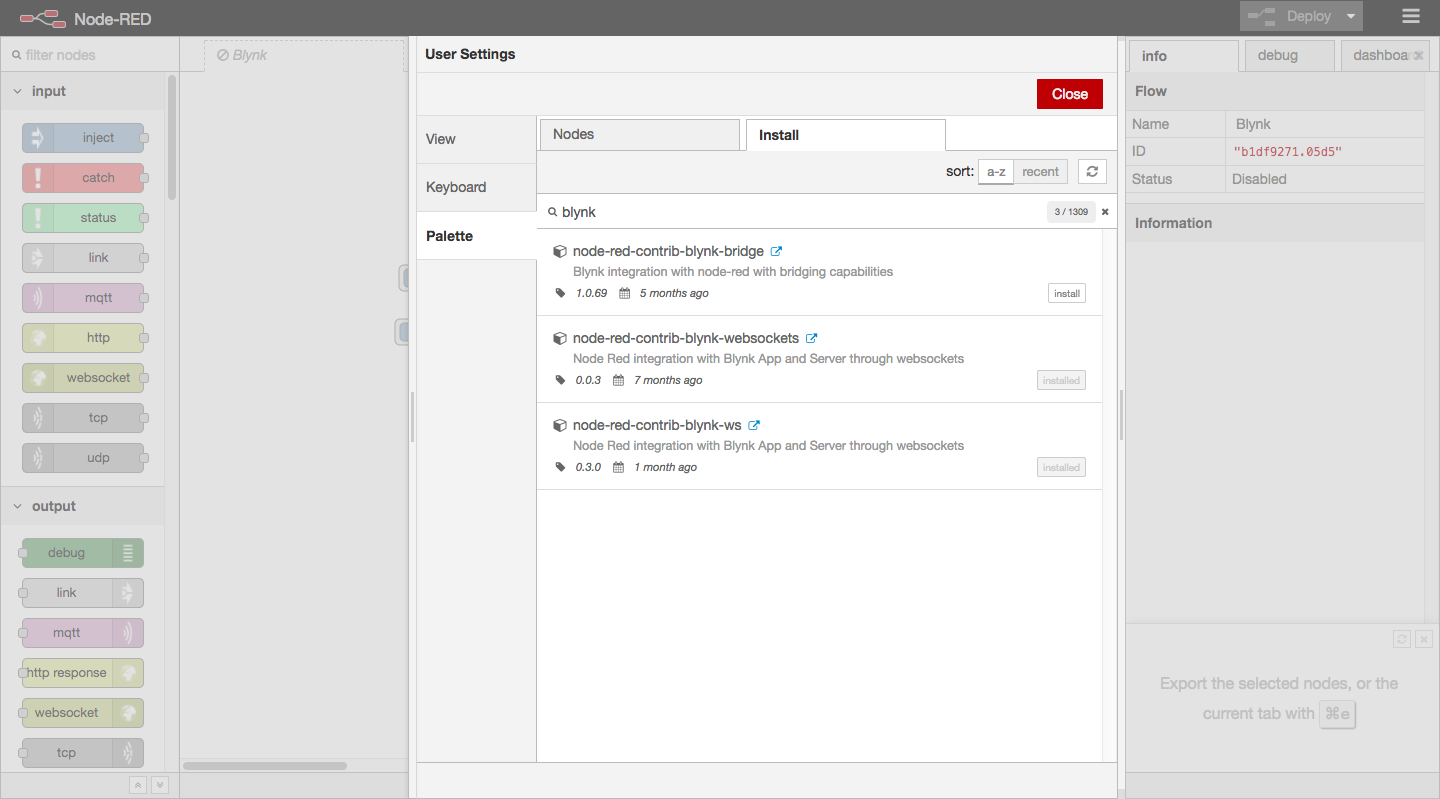 Node-RED
Deploy
filter nodes
input
inject
catch
status
link
mqtt
http
websocket
tcp
udp
output
debug
link
mqtt
http response
websocket
tcp
Blynk
User Settings
Close
View
Keyboard
Palette
Nodes
Install
sort: a-z recent
blynk
3 / 1309
node-red-contrib-blynk-bridge
Blynk integration with node-red with bridging capabilities
1.0.69 5 months ago
install
node-red-contrib-blynk-websockets
Node Red integration with Blynk App and Server through websockets
0.0.3 7 months ago
installed
node-red-contrib-blynk-ws
Node Red integration with Blynk App and Server through websockets
0.3.0 1 month ago
installed
info
debug
Flow
Name Blynk
ID "b1df9271.05d5"
Status Disabled
Information
Export the selected nodes, or the
current tab with ⌘e